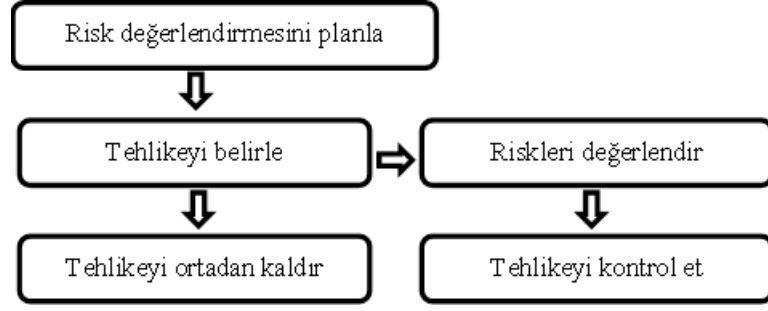 Risk değerlendirmesini planla
Tehlikeyi belirle
Riskleri değerlendir
Tehlikeyi ortadan kaldır
Tehlikeyi kontrol et